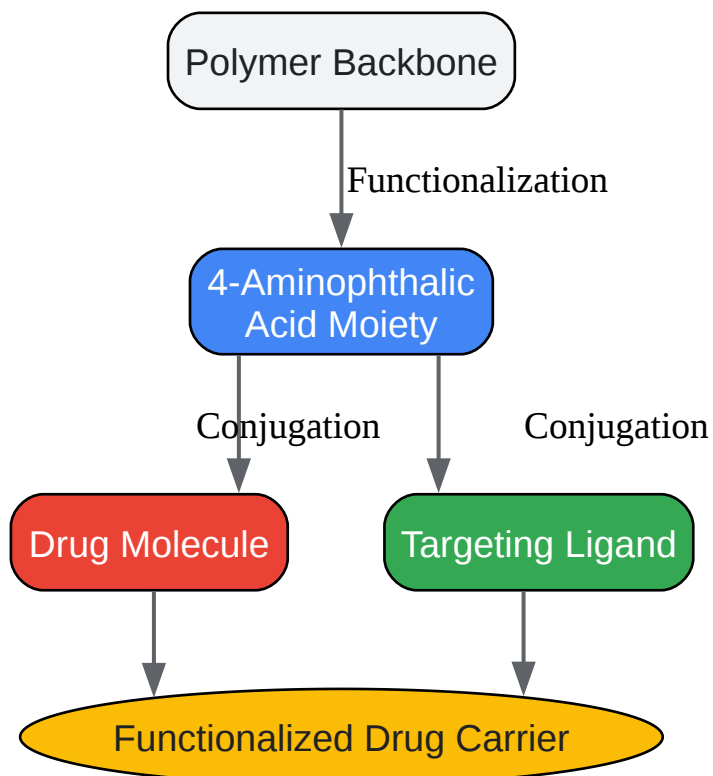 Polymer Backbone
Functionalization
4-Aminophthalic
Acid Moiety
Conjugation
Conjugation
Drug Molecule
Targeting Ligand
Functionalized Drug Carrier